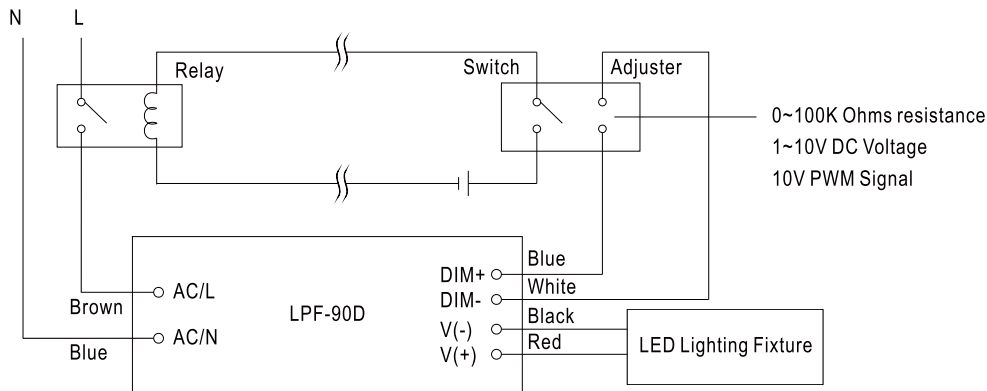 N
L
Relay
Switch
Adjuster
0~100K Ohms resistance
1~10V DC Voltage
10V PWM Signal
Blue
DIM+
White
DIM-
AC/L
Brown
LPF-90D
Black
V(-)
AC/N
Red
Blue
V(+)
LED Lighting Fixture